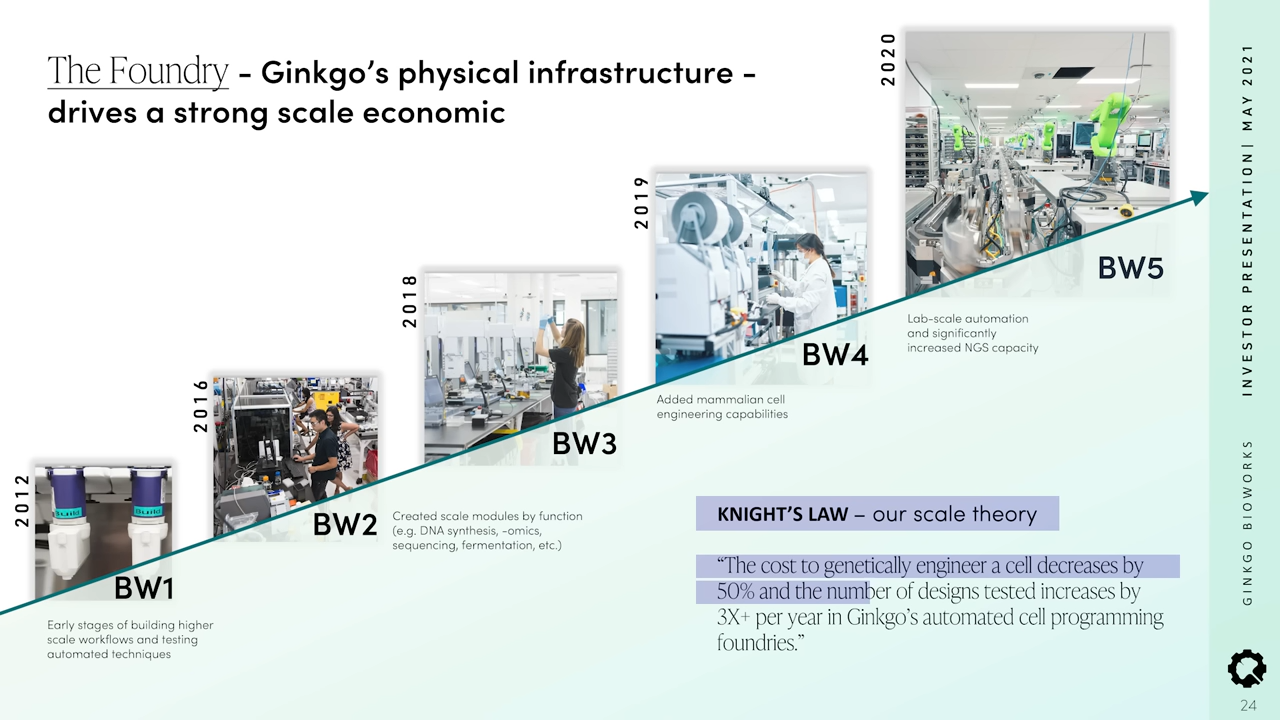 The Foundry - Ginkgo's physical infrastructure -
drives a strong scale economic
2012
Build
Build
BW1
Early stages of building higher
scale workflows and testing
automated techniques
2016
BW2
2018
BW3
Created scale modules by function
(e.g. DNA synthesis, -omics,
sequencing, fermentation, etc.)
2019
BW4
Added mammalian cell
engineering capabilities
2020
BW5
Lab-scale automation
and significantly
increased NGS capacity
KNIGHT'S LAW – our scale theory
“The cost to genetically engineer a cell decreases by
50% and the number of designs tested increases by
3X+ per year in Ginkgo’s automated cell programming
foundries.”
GINKGO BIOWORKS INVESTOR PRESENTATION| MAY 2021
24